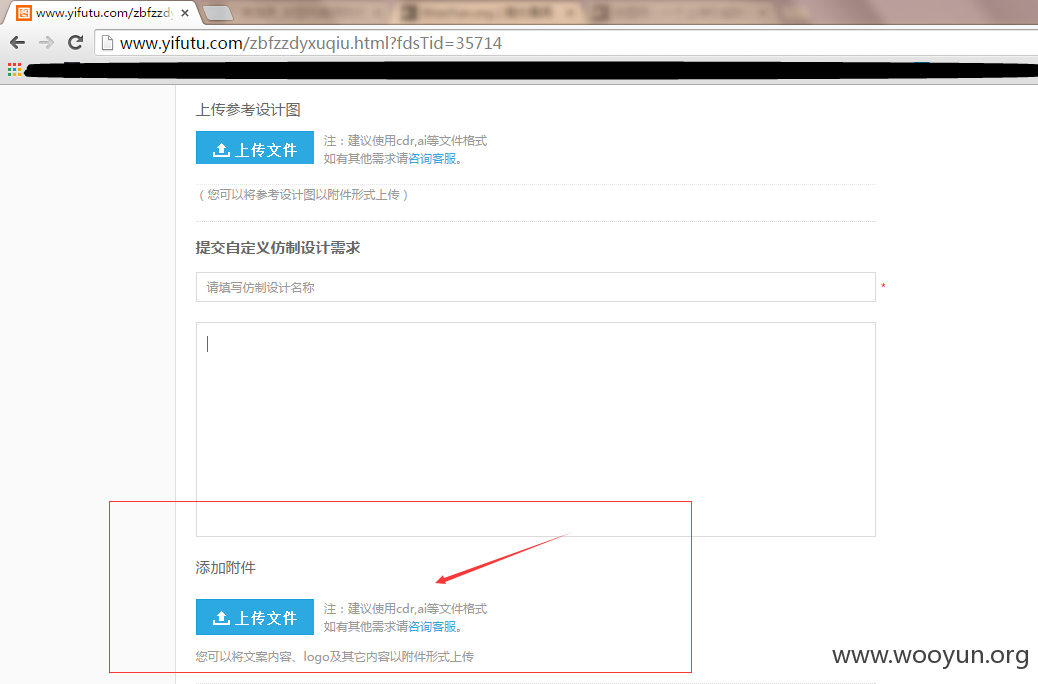 www.yifutu.com/zbfzzdy
www.yifutu.com/zbfzzdyxuqiu.html?fdsTid=35714
上传参考设计图
上传文件
注：建议使用cdr,ai等文件格式
如有其他需求请咨询客服。
（您可以将参考设计图以附件形式上传）
提交自定义仿制设计需求
请填写仿制设计名称
*
添加附件
上传文件
注：建议使用cdr,ai等文件格式
如有其他需求请咨询客服。
您可以将文案内容、logo及其它内容以附件形式上传
www.wooyun.org